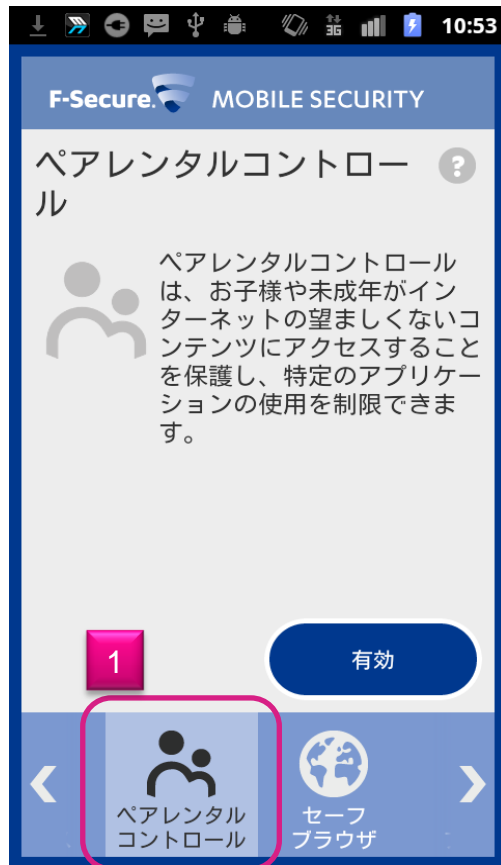 3G 10:53
F-Secure. MOBILE SECURITY
ペアレンタルコントロー ?
ル
ペアレンタルコントロール
は、お子様や未成年がイン
ターネットの望ましくないコ
ンテンツにアクセスすること
を保護し、特定のアプリケー
ションの使用を制限できま
す。
1
有効
ペアレンタル
コントロール
セーフ
ブラウザ